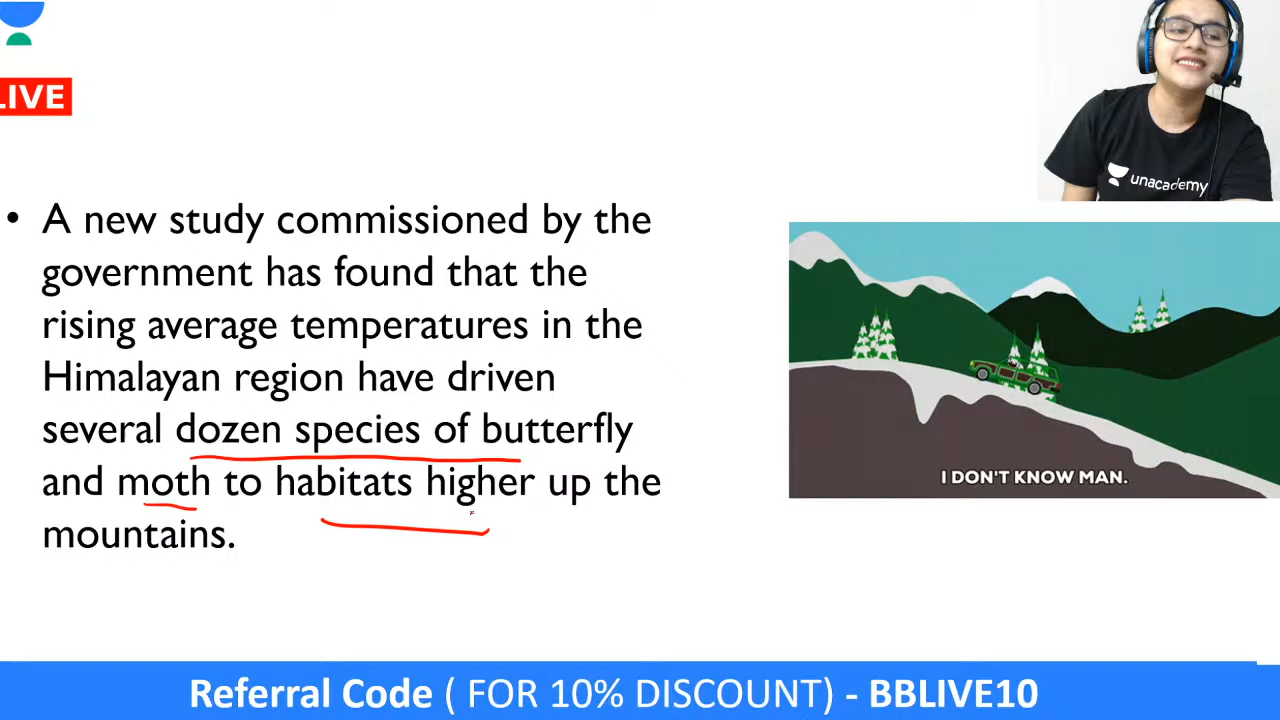 LIVE
unacademy
• A new study commissioned by the
government has found that the
rising average temperatures in the
Himalayan region have driven
several dozen species of butterfly
and moth to habitats higher up the
mountains.
I DON'T KNOW MAN.
Referral Code ( FOR 10% DISCOUNT) - BBLIVE10